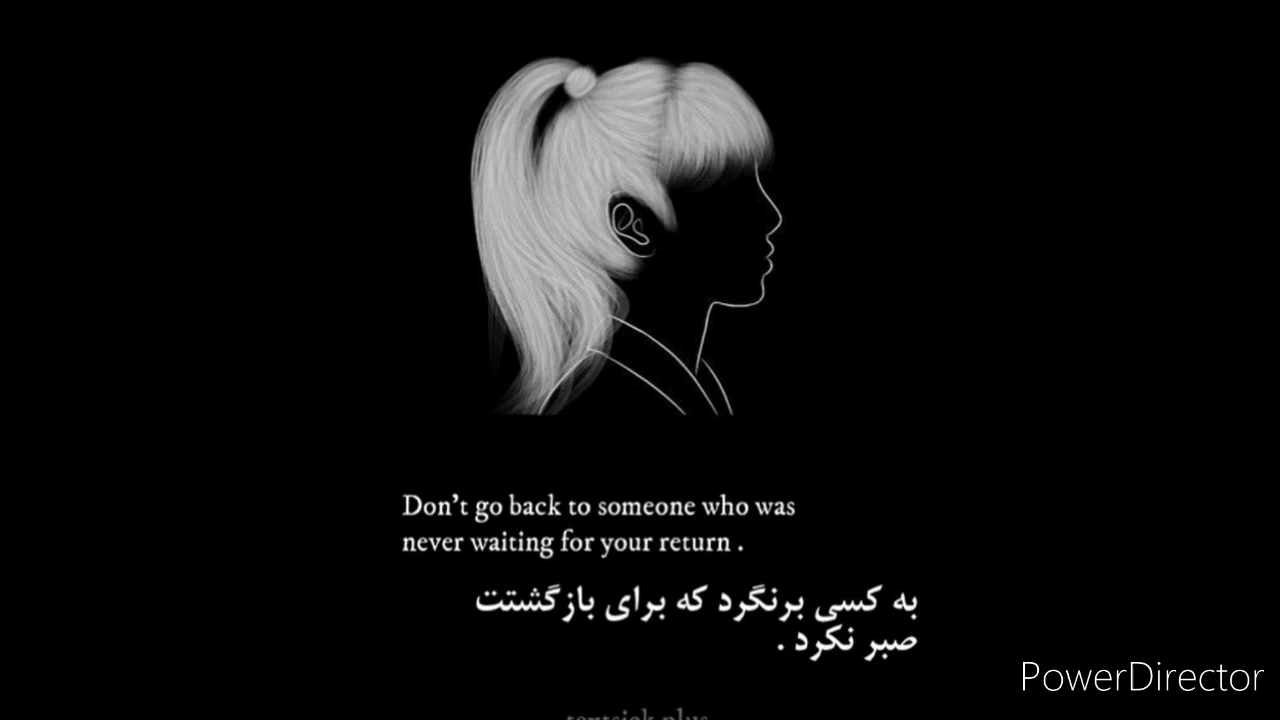 Don't go back to someone who was
never waiting for your return .
به کسی برنگرد که برای بازگشتت
صبر نکرد .
PowerDirector